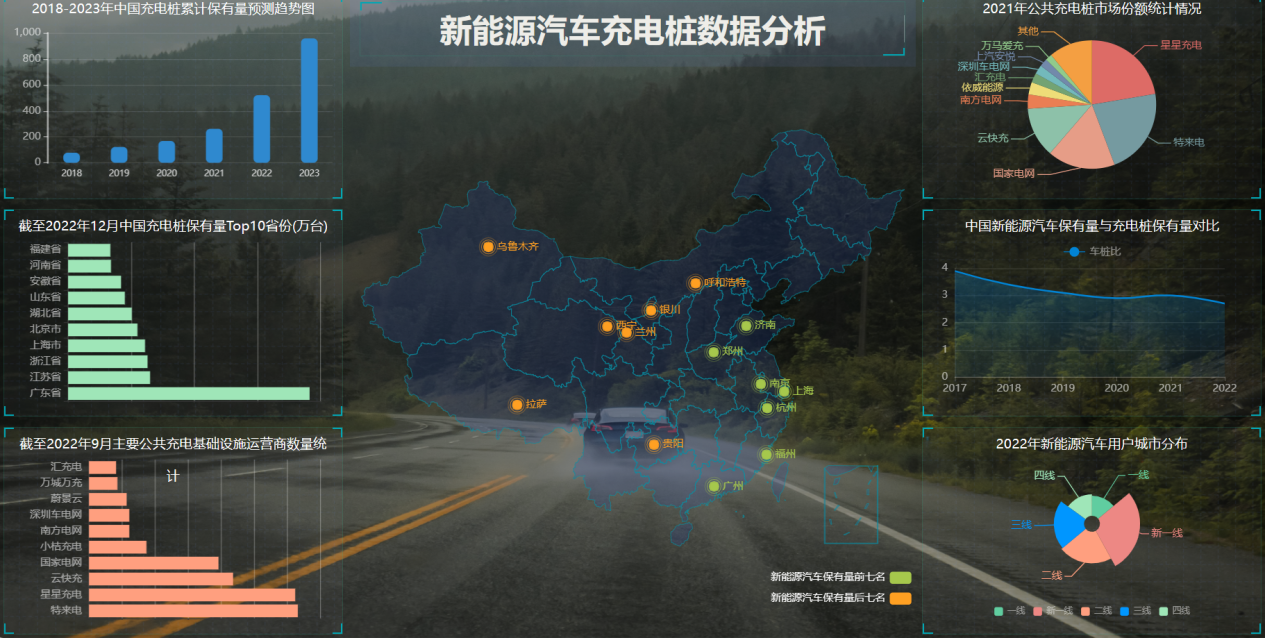 2018-2023年中国充电桩累计保有量预测趋势图
1,000
800
600
400
200
0
2018 2019 2020 2021 2022 2023
截至2022年12月中国充电桩保有量Top10省份(万台)
福建省
河南省
安徽省
山东省
湖北省
北京市
上海市
浙江省
江苏省
广东省
截至2022年9月主要公共充电基础设施运营商数量统
计
汇充电
万城万充
蔚景云
深圳车电网
南方电网
小桔充电
国家电网
云快充
星星充电
特来电
新能源汽车充电桩数据分析
乌鲁木齐
呼和浩特
银川
西宁
兰州
济南
郑州
南京
上海
杭州
拉萨
贵阳
福州
广州
新能源汽车保有量前七名
新能源汽车保有量后七名
2021年公共充电桩市场份额统计情况
其他
星星充电
万马爱充
上汽安悦
深圳车电网
汇充电
依威能源
南方电网
云快充
特来电
国家电网
中国新能源汽车保有量与充电桩保有量对比
车桩比
4
3
2
1
0
2017 2018 2019 2020 2021 2022
2022年新能源汽车用户城市分布
四线
一线
三线
新一线
二线
一线 新一线 二线 三线 四线